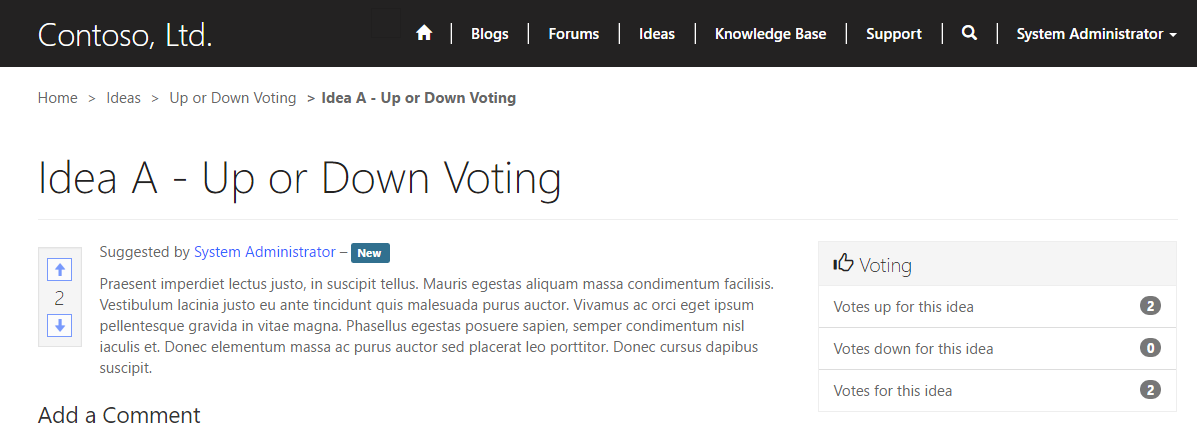 Contoso, Ltd.
Blogs
Forums
Ideas
Knowledge Base
Support
System Administrator
Home > Ideas > Up or Down Voting > Idea A - Up or Down Voting
Idea A - Up or Down Voting
Suggested by System Administrator – New
2
Praesent imperdiet lectus justo, in suscipit tellus. Mauris egestas aliquam massa condimentum facilisis.
Vestibulum lacinia justo eu ante tincidunt quis malesuada purus auctor. Vivamus ac orci eget ipsum
pellentesque gravida in vitae magna. Phasellus egestas posuere sapien, semper condimentum nisl
iaculis et. Donec elementum massa ac purus auctor sed placerat leo porttitor. Donec cursus dapibus
suscipit.
Voting
Votes up for this idea 2
Votes down for this idea 0
Votes for this idea 2
Add a Comment